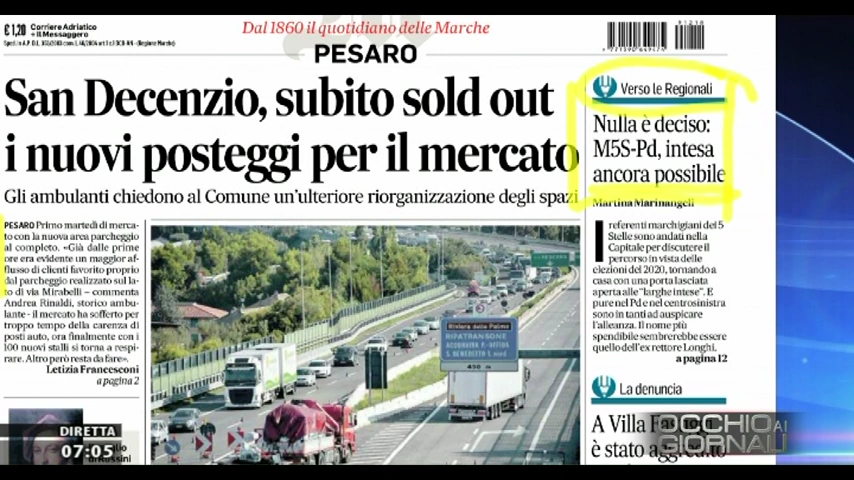 € 1,20 Corriere Adriatico
+ Il Messaggero
Dal 1860 il quotidiano delle Marche
PESARO
San Decenzio, subito sold out
i nuovi posteggi per il mercato
Gli ambulanti chiedono al Comune un'ulteriore riorganizzazione degli spazi
PESARO Primo martedì di merca-
to con la nuova area parcheggio
al completo. «Già dalle prime
ore era evidente un maggior af-
flusso di clienti favorito proprio
dal parcheggio realizzato sul la-
to di via Mirabelli – commenta
Andrea Rinaldi, storico ambu-
lante - il mercato ha sofferto per
troppo tempo della carenza di
posti auto, ora finalmente con i
100 nuovi stalli si torna a respi-
rare. Altro però resta da fare».
Letizia Francesconi
a pagina 2
Riviera delle Palme
RIPATRANSONE
450 m
Verso le Regionali
Nulla è deciso:
M5S-Pd, intesa
ancora possibile
Martina Marinangeli
I referenti marchigiani del 5
Stelle sono andati nella
Capitale per discutere il
percorso in vista delle
elezioni del 2020, tornando a
casa con una porta lasciata
aperta alle "larghe intese". E
pure nel Pd e nel centrosinistra
sono in tanti ad auspicare
l'alleanza. Il nome più
spendibile sembrerebbe essere
quello dell'ex rettore Longhi.
a pagina 12
La denuncia
A Villa
è stato aggredito
DIRETTA
07:05
OCCHIO AI
GIORNALI